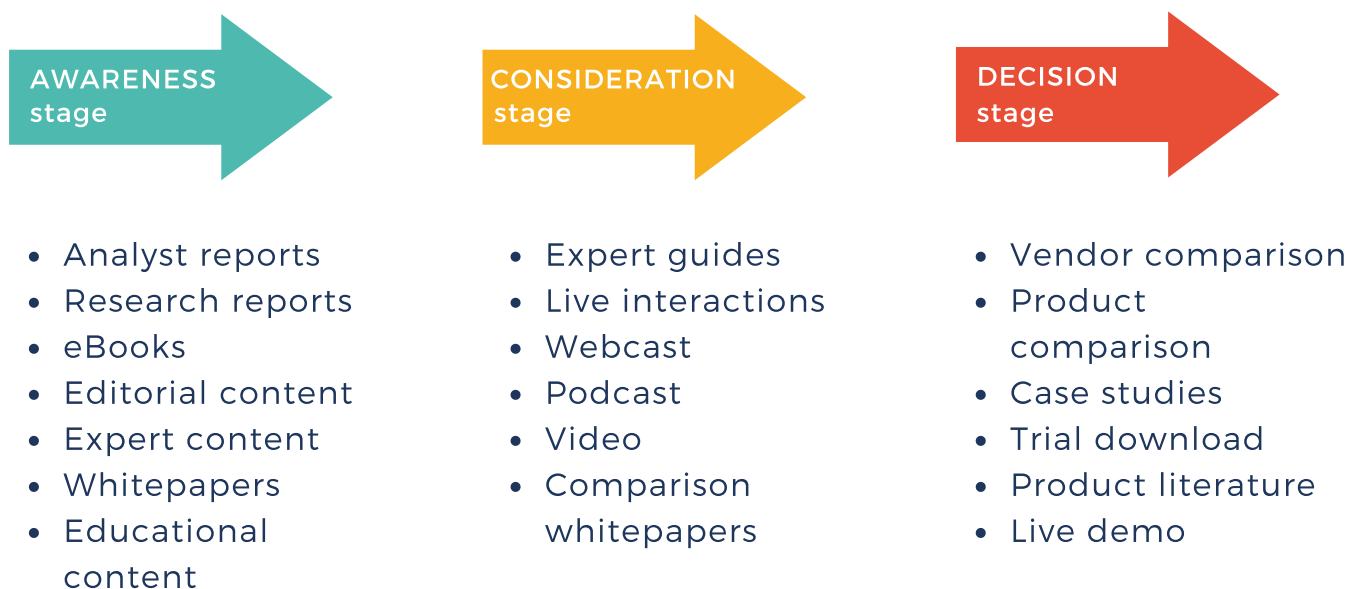 AWARENESS
stage
• Analyst reports
• Research reports
• eBooks
• Editorial content
• Expert content
• Whitepapers
• Educational
content
CONSIDERATION
stage
• Expert guides
• Live interactions
• Webcast
• Podcast
• Video
• Comparison
whitepapers
DECISION
stage
• Vendor comparison
• Product
comparison
• Case studies
• Trial download
• Product literature
• Live demo